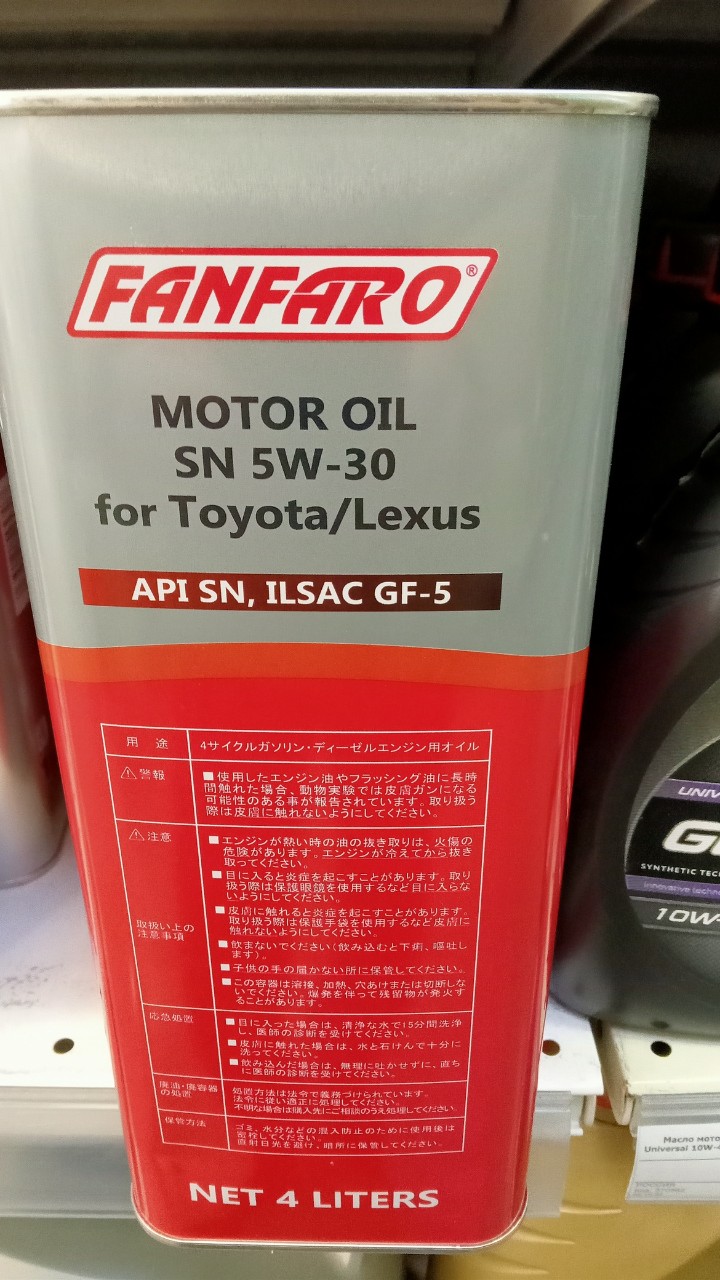 FANFARO®
MOTOR OIL
SN 5W-30
for Toyota/Lexus
API SN, ILSAC GF-5
用 途
4サイクルガソリン・ディーゼルエンジン用オイル
⚠警報
■使用したエンジン油やフラッシング油に長時
間触れた場合、動物実験では皮膚ガンになる
可能性のある事が報告されています。取り扱う
際は皮膚に触れないようにしてください。
⚠注意
取扱い上の
注意事項
■エンジンが熱い時の油の抜き取りは、火傷の
危険があります。エンジンが冷えてから抜き
取ってください。
■目に入ると炎症を起こすことがあります。取り
扱う際は保護眼鏡を使用するなど目に入らな
いようにしてください。
■皮膚に触れると炎症を起こすことがあります。
取り扱う際は保護手袋を使用するなど皮膚に
触れないようにしてください。
■飲まないでください(飲み込むと下痢、嘔吐し
ます)。
■子供の手の届かない所に保管してください。
■この容器は溶接、加熱、穴あけまたは切断しな
いでください。爆発を伴って残留物が発火す
ることがあります。
応急処置
■目に入った場合は、清浄な水で15分間洗浄
し、医師の診断を受けてください。
■皮膚に触れた場合は、水と石けんで十分に
洗ってください。
■飲み込んだ場合は、無理に吐かせずに、直ち
に医師の診断を受けてください。
廃油・廃容器
の処置
処置方法は法令で義務づけられています。
法令に従い適正に処理してください。
不明な場合は購入先にご相談のうえ処理してください。
保管方法
ゴミ、水分などの混入防止のために使用後は
密栓してください。
直射日光を避け、暗所に保管してください。
NET 4 LITERS
UNIV
G
SYNTHETIC TEC
Innovative techn
10W-
Масло мото
Universal 10W-4